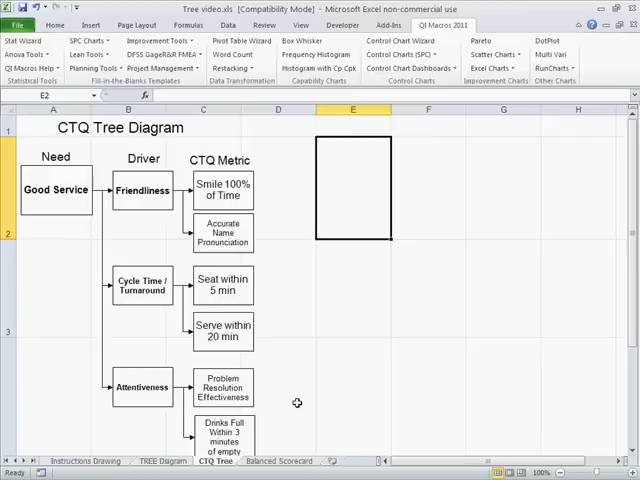 Tree video.xls [Compatibility Mode] - Microsoft Excel non-commercial use
File Home Insert Page Layout Formulas Data Review View Developer Add-Ins QI Macros 2011
Stat Wizard SPC Charts Improvement Tools Pivot Table Wizard Box Whisker Control Chart Wizard Pareto DotPlot
Anova Tools Lean Tools DFSS GageR&R FMEA Word Count Frequency Histogram Control Charts (SPC) Scatter Charts Multi Vari
QI Macros Help Planning Tools Project Management Restacking Histogram with Cp Cpk Control Chart Dashboards Excel Charts RunCharts
Statistical Tools Fill-in-the-Blanks Templates Data Transformation Capability Charts Control Charts Improvement Charts Other Charts
E2 fx
A B C D E F G H
1
CTQ Tree Diagram
Need Driver CTQ Metric
Good Service
Friendliness
Smile 100%
of Time
Accurate
Name
Pronunciation
2
Cycle Time /
Turnaround
Seat within
5 min
3
Serve within
20 min
Attentiveness
Problem
Resolution
Effectiveness
Drinks Full
Within 3
minutes
of empty
Instructions Drawing TREE Diagram CTQ Tree Balanced Scorecard
Ready 100%